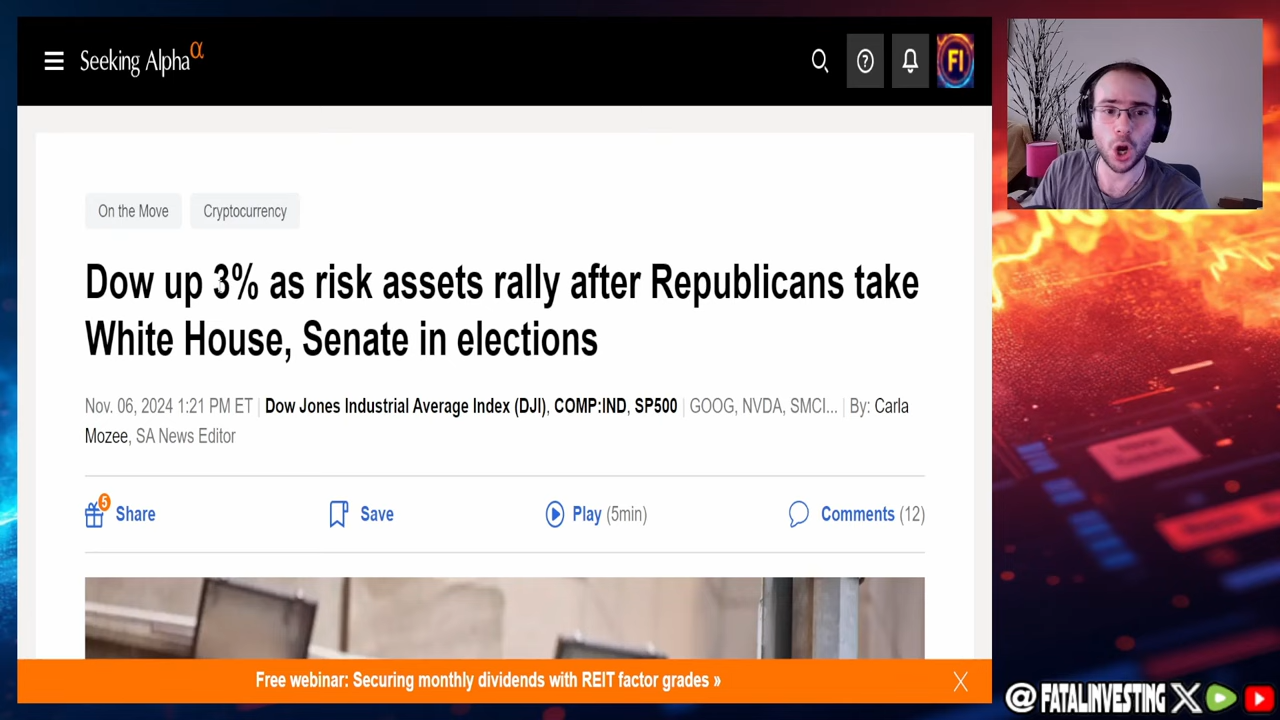 Seeking Alpha α
FI
On the Move
Cryptocurrency
Dow up 3% as risk assets rally after Republicans take
White House, Senate in elections
Nov. 06, 2024 1:21 PM ET | Dow Jones Industrial Average Index (DJI), COMP:IND, SP500 | GOOG, NVDA, SMCI... | By: Carla
Mozee, SA News Editor
5
Share
Save
Play (5min)
Comments (12)
Free webinar: Securing monthly dividends with REIT factor grades »
@FATALINVESTING